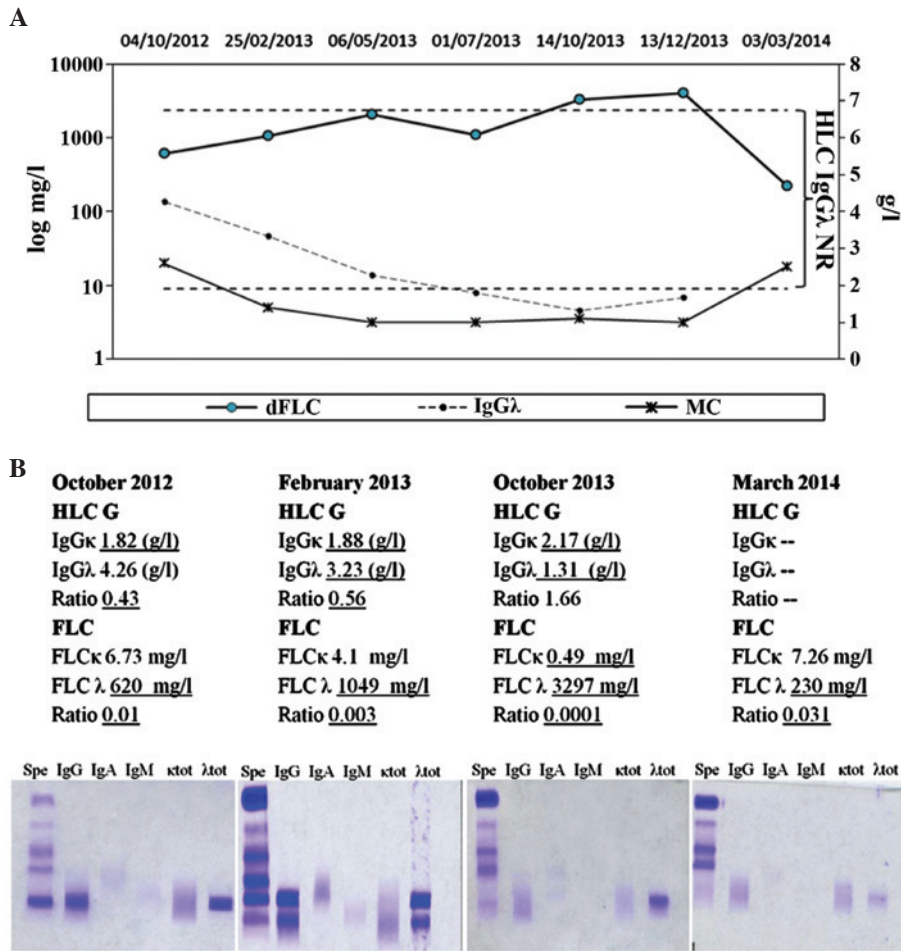 A
04/10/2012 25/02/2013 06/05/2013 01/07/2013 14/10/2013 13/12/2013 03/03/2014
10000
1000
100
10
1
log mg/l
8
7
6
5
4
3
2
1
0
g/l
HLC IgGλ NR
dFLC IgGλ MC
B
October 2012
HLC G
IgGκ 1.82 (g/l)
IgGλ 4.26 (g/l)
Ratio 0.43
FLC
FLCκ 6.73 mg/l
FLC λ 620 mg/l
Ratio 0.01
February 2013
HLC G
IgGκ 1.88 (g/l)
IgGλ 3.23 (g/l)
Ratio 0.56
FLC
FLCκ 4.1 mg/l
FLC λ 1049 mg/l
Ratio 0.003
October 2013
HLC G
IgGκ 2.17 (g/l)
IgGλ 1.31 (g/l)
Ratio 1.66
FLC
FLCκ 0.49 mg/l
FLC λ 3297 mg/l
Ratio 0.0001
March 2014
HLC G
IgGκ --
IgGλ --
Ratio --
FLC
FLCκ 7.26 mg/l
FLC λ 230 mg/l
Ratio 0.031
Spe IgG IgA IgM κtot λtot
Spe IgG IgA IgM κtot λtot
Spe IgG IgA IgM κtot λtot
Spe IgG IgA IgM κtot λtot